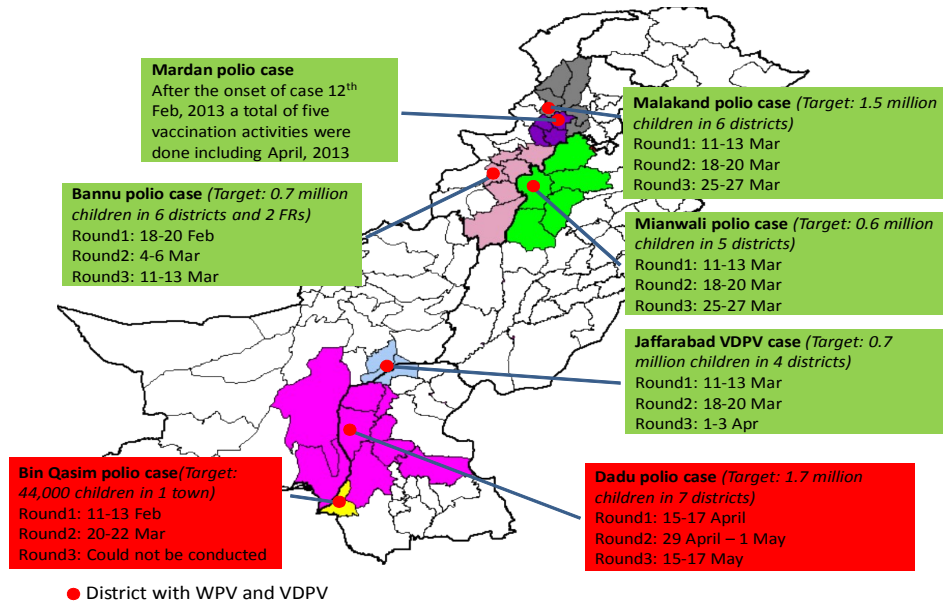 Mardan polio case
After the onset of case 12th
Feb, 2013 a total of five
vaccination activities were
done including April, 2013
Malakand polio case (Target: 1.5 million
children in 6 districts)
Round1: 11-13 Mar
Round2: 18-20 Mar
Round3: 25-27 Mar
Bannu polio case (Target: 0.7 million
children in 6 districts and 2 FRs)
Round1: 18-20 Feb
Round2: 4-6 Mar
Round3: 11-13 Mar
Mianwali polio case (Target: 0.6 million
children in 5 districts)
Round1: 11-13 Mar
Round2: 18-20 Mar
Round3: 25-27 Mar
Jaffarabad VDPV case (Target: 0.7
million children in 4 districts)
Round1: 11-13 Mar
Round2: 18-20 Mar
Round3: 1-3 Apr
Bin Qasim polio case(Target:
44,000 children in 1 town)
Round1: 11-13 Feb
Round2: 20-22 Mar
Round3: Could not be conducted
Dadu polio case (Target: 1.7 million
children in 7 districts)
Round1: 15-17 April
Round2: 29 April – 1 May
Round3: 15-17 May
District with WPV and VDPV